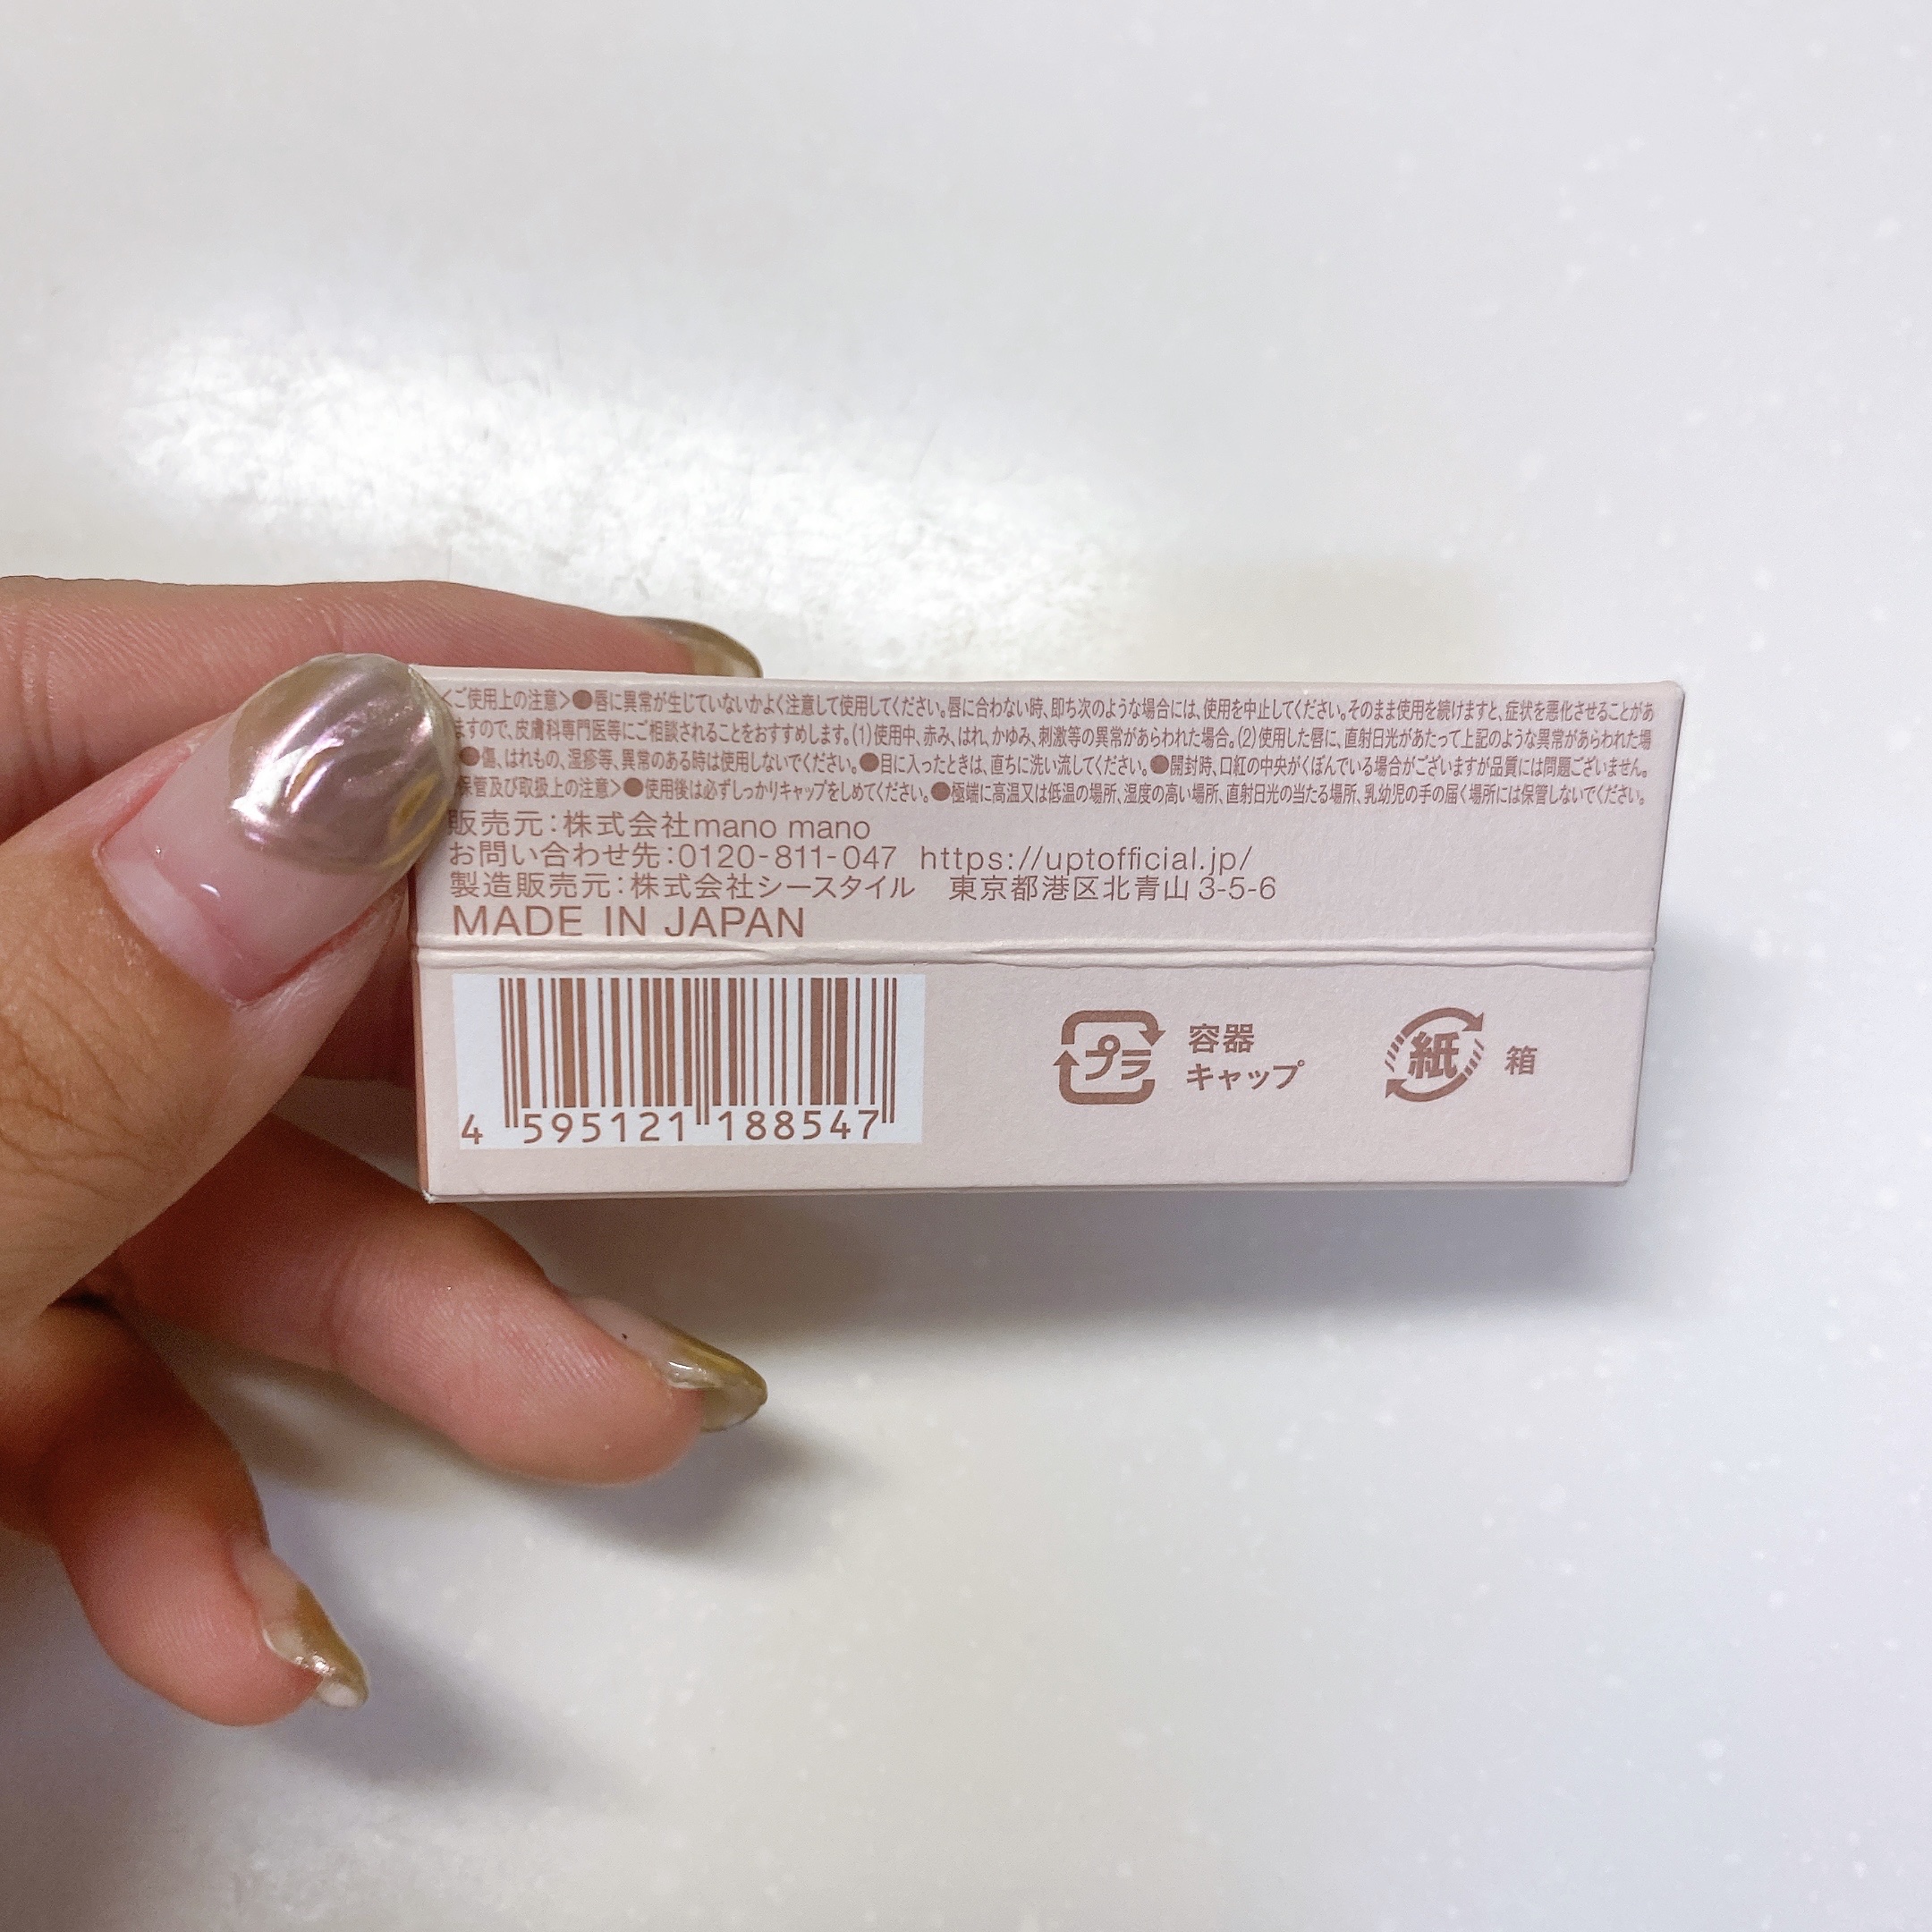 <ご使用上の注意>●唇に異常が生じていないかよく注意して使用してください。唇に合わない時、即ち次のような場合には、使用を中止してください。そのまま使用を続けますと、症状を悪化させることがあ
ますので、皮膚科専門医等にご相談されることをおすすめします。(1)使用中、赤み、はれ、かゆみ、刺激等の異常があらわれた場合。(2)使用した唇に、直射日光があたって上記のような異常があらわれた場
●傷、はれもの、湿疹等、異常のある時は使用しないでください。●目に入ったときは、直ちに洗い流してください。●開封時、口紅の中央がくぼんでいる場合がございますが品質には問題ございません。
保管及び取扱上の注意>●使用後は必ずしっかりキャップをしめてください。●極端に高温又は低温の場所、湿度の高い場所、直射日光の当たる場所、乳幼児の手の届く場所には保管しないでください。
販売元:株式会社mano mano
お問い合わせ先:0120-811-047 https://uptofficial.jp/
製造販売元:株式会社シースタイル 東京都港区北青山3-5-6
MADE IN JAPAN
4 595121 188547
プラ 容器
キャップ
紙 箱